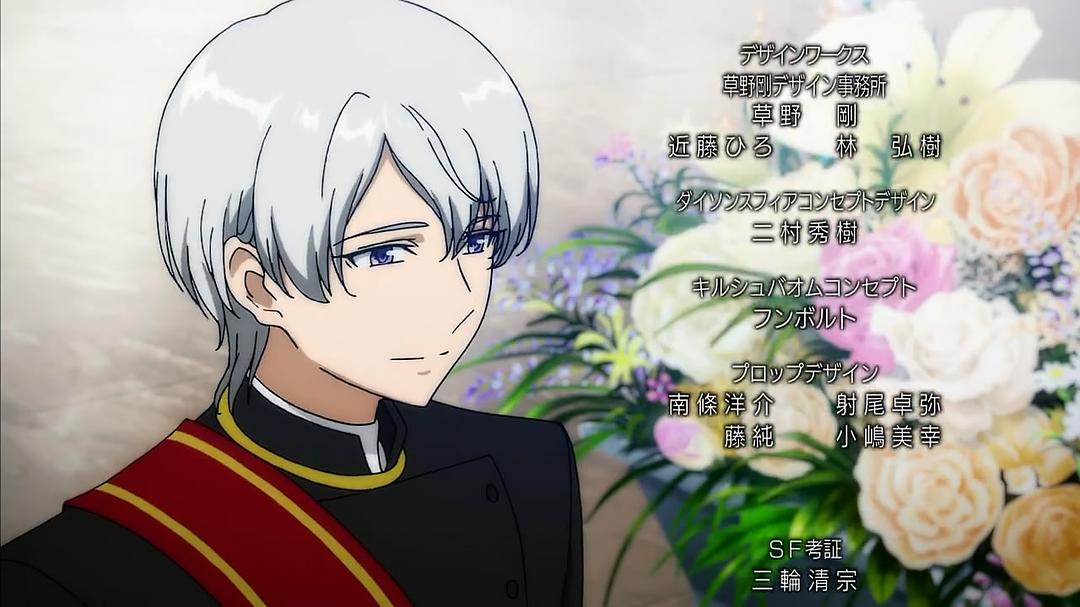 デザインワークス
草野剛デザイン事務所
草野 剛
近藤ひろ 林 弘樹
ダイソンスフィアコンセプトデザイン
二村秀樹
キルシュバオムコンセプト
フンボルト
プロップデザイン
南條洋介 射尾卓弥
藤純 小嶋美幸
SF考証
三輪清宗